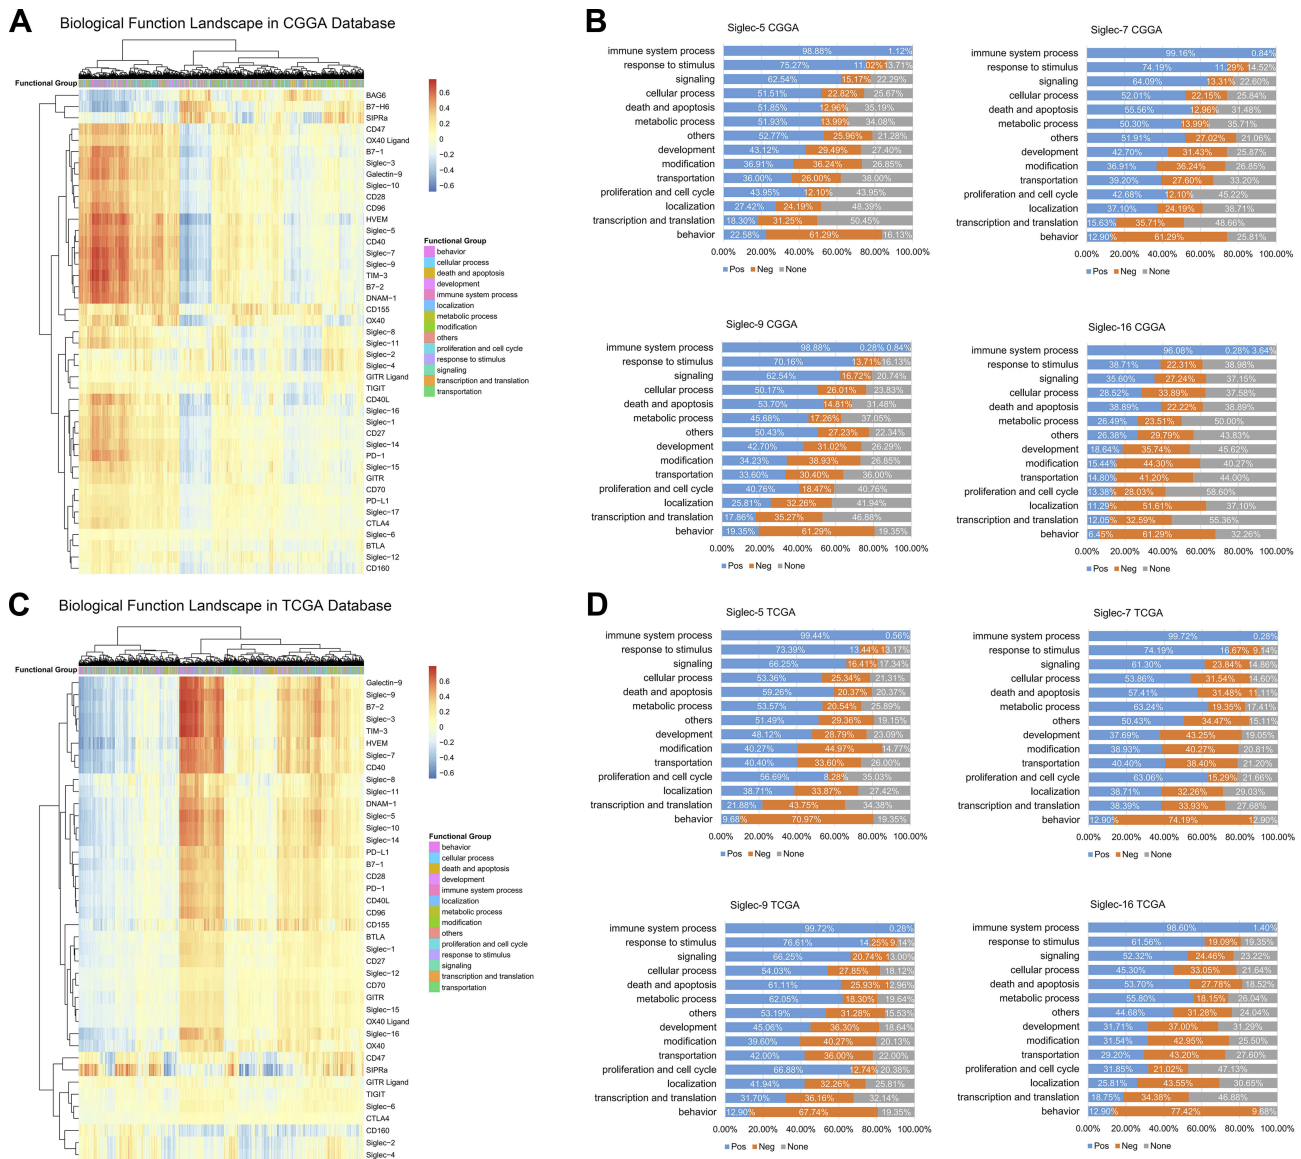 A
Biological Function Landscape in CGGA Database
Functional Group
0.6
0.4
0.2
0
−0.2
−0.4
−0.6
BAG6
B7−H6
SIPRa
CD47
OX40 Ligand
B7−1
Siglec−3
Galectin−9
Siglec−10
CD28
CD96
HVEM
Siglec−5
CD40
Siglec−7
Siglec−9
TIM−3
B7−2
DNAM−1
CD155
OX40
Siglec−8
Siglec−11
Siglec−2
Siglec−4
GITR Ligand
TIGIT
CD40L
Siglec−16
Siglec−1
CD27
Siglec−14
PD−1
Siglec−15
GITR
CD70
PD−L1
Siglec−17
CTLA4
Siglec−6
BTLA
Siglec−12
CD160
Functional Group
behavior
cellular process
death and apoptosis
development
immune system process
localization
metabolic process
modification
others
proliferation and cell cycle
response to stimulus
signaling
transcription and translation
transportation
B
Siglec-5 CGGA
immune system process 98.88% 1.12%
response to stimulus 75.27% 11.02% 13.71%
signaling 62.54% 15.17% 22.29%
cellular process 51.51% 22.82% 25.67%
death and apoptosis 51.85% 12.96% 35.19%
metabolic process 51.93% 13.99% 34.08%
others 52.77% 25.96% 21.28%
development 43.12% 29.49% 27.40%
modification 36.91% 36.24% 26.85%
transportation 36.00% 26.00% 38.00%
proliferation and cell cycle 43.95% 12.10% 43.95%
localization 27.42% 24.19% 48.39%
transcription and translation 18.30% 31.25% 50.45%
behavior 22.58% 61.29% 16.13%
0.00% 20.00% 40.00% 60.00% 80.00% 100.00%
Pos Neg None
Siglec-7 CGGA
immune system process 99.16% 0.84%
response to stimulus 74.19% 11.29% 14.52%
signaling 64.09% 13.31% 22.60%
cellular process 52.01% 22.15% 25.84%
death and apoptosis 55.56% 12.96% 31.48%
metabolic process 50.30% 13.99% 35.71%
others 51.91% 27.02% 21.06%
development 42.70% 31.43% 25.87%
modification 36.91% 36.24% 26.85%
transportation 39.20% 27.60% 33.20%
proliferation and cell cycle 42.68% 12.10% 45.22%
localization 37.10% 24.19% 38.71%
transcription and translation 15.63% 35.71% 48.66%
behavior 12.90% 61.29% 25.81%
0.00% 20.00% 40.00% 60.00% 80.00% 100.00%
Pos Neg None
Siglec-9 CGGA
immune system process 98.88% 0.28% 0.84%
response to stimulus 70.16% 13.71% 16.13%
signaling 62.54% 16.72% 20.74%
cellular process 50.17% 26.01% 23.83%
death and apoptosis 53.70% 14.81% 31.48%
metabolic process 45.68% 17.26% 37.05%
others 50.43% 27.23% 22.34%
development 42.70% 31.02% 26.29%
modification 34.23% 38.93% 26.85%
transportation 33.60% 30.40% 36.00%
proliferation and cell cycle 40.76% 18.47% 40.76%
localization 25.81% 32.26% 41.94%
transcription and translation 17.86% 35.27% 46.88%
behavior 19.35% 61.29% 19.35%
0.00% 20.00% 40.00% 60.00% 80.00% 100.00%
Pos Neg None
Siglec-16 CGGA
immune system process 96.08% 0.28% 3.64%
response to stimulus 38.71% 22.31% 38.98%
signaling 35.60% 27.24% 37.15%
cellular process 28.52% 33.89% 37.58%
death and apoptosis 38.89% 22.22% 38.89%
metabolic process 26.49% 23.51% 50.00%
others 26.38% 29.79% 43.83%
development 18.64% 35.74% 45.62%
modification 15.44% 44.30% 40.27%
transportation 14.80% 41.20% 44.00%
proliferation and cell cycle 13.38% 28.03% 58.60%
localization 11.29% 51.61% 37.10%
transcription and translation 12.05% 32.59% 55.36%
behavior 6.45% 61.29% 32.26%
0.00% 20.00% 40.00% 60.00% 80.00% 100.00%
Pos Neg None
C
Biological Function Landscape in TCGA Database
Functional Group
0.6
0.4
0.2
0
−0.2
−0.4
−0.6
Galectin−9
Siglec−9
B7−2
Siglec−3
TIM−3
HVEM
Siglec−7
CD40
Siglec−8
Siglec−11
DNAM−1
Siglec−5
Siglec−10
Siglec−14
PD−L1
B7−1
CD28
PD−1
CD40L
CD96
CD155
BTLA
Siglec−1
CD27
Siglec−12
CD70
GITR
Siglec−15
OX40 Ligand
Siglec−16
OX40
CD47
SIPRa
GITR Ligand
TIGIT
Siglec−6
CTLA4
CD160
Siglec−2
Siglec−4
Functional Group
behavior
cellular process
death and apoptosis
development
immune system process
localization
metabolic process
modification
others
proliferation and cell cycle
response to stimulus
signaling
transcription and translation
transportation
D
Siglec-5 TCGA
immune system process 99.44% 0.56%
response to stimulus 73.39% 13.44% 13.17%
signaling 66.25% 16.41% 17.34%
cellular process 53.36% 25.34% 21.31%
death and apoptosis 59.26% 20.37% 20.37%
metabolic process 53.57% 20.54% 25.89%
others 51.49% 29.36% 19.15%
development 48.12% 28.79% 23.09%
modification 40.27% 44.97% 14.77%
transportation 40.40% 33.60% 26.00%
proliferation and cell cycle 56.69% 8.28% 35.03%
localization 38.71% 33.87% 27.42%
transcription and translation 21.88% 43.75% 34.38%
behavior 9.68% 70.97% 19.35%
0.00% 20.00% 40.00% 60.00% 80.00% 100.00%
Pos Neg None
Siglec-7 TCGA
immune system process 99.72% 0.28%
response to stimulus 74.19% 16.67% 9.14%
signaling 61.30% 23.84% 14.86%
cellular process 53.86% 31.54% 14.60%
death and apoptosis 57.41% 31.48% 11.11%
metabolic process 63.24% 19.35% 17.41%
others 50.43% 34.47% 15.11%
development 37.69% 43.25% 19.05%
modification 38.93% 40.27% 20.81%
transportation 40.40% 38.40% 21.20%
proliferation and cell cycle 63.06% 15.29% 21.66%
localization 38.71% 32.26% 29.03%
transcription and translation 38.39% 33.93% 27.68%
behavior 12.90% 74.19% 12.90%
0.00% 20.00% 40.00% 60.00% 80.00% 100.00%
Pos Neg None
Siglec-9 TCGA
immune system process 99.72% 0.28%
response to stimulus 76.61% 14.25% 9.14%
signaling 66.25% 20.74% 13.00%
cellular process 54.03% 27.85% 18.12%
death and apoptosis 61.11% 25.93% 12.96%
metabolic process 62.05% 18.30% 19.64%
others 53.19% 31.28% 15.53%
development 45.06% 36.30% 18.64%
modification 39.60% 40.27% 20.13%
transportation 42.00% 36.00% 22.00%
proliferation and cell cycle 66.88% 12.74% 20.38%
localization 41.94% 32.26% 25.81%
transcription and translation 31.70% 36.16% 32.14%
behavior 12.90% 67.74% 19.35%
0.00% 20.00% 40.00% 60.00% 80.00% 100.00%
Pos Neg None
Siglec-16 TCGA
immune system process 98.60% 1.40%
response to stimulus 61.56% 19.09% 19.35%
signaling 52.32% 24.46% 23.22%
cellular process 45.30% 33.05% 21.64%
death and apoptosis 53.70% 27.78% 18.52%
metabolic process 55.80% 18.15% 26.04%
others 44.68% 31.28% 24.04%
development 31.71% 37.00% 31.29%
modification 31.54% 42.95% 25.50%
transportation 29.20% 43.20% 27.60%
proliferation and cell cycle 31.85% 21.02% 47.13%
localization 25.81% 43.55% 30.65%
transcription and translation 18.75% 34.38% 46.88%
behavior 12.90% 77.42% 9.68%
0.00% 20.00% 40.00% 60.00% 80.00% 100.00%
Pos Neg None